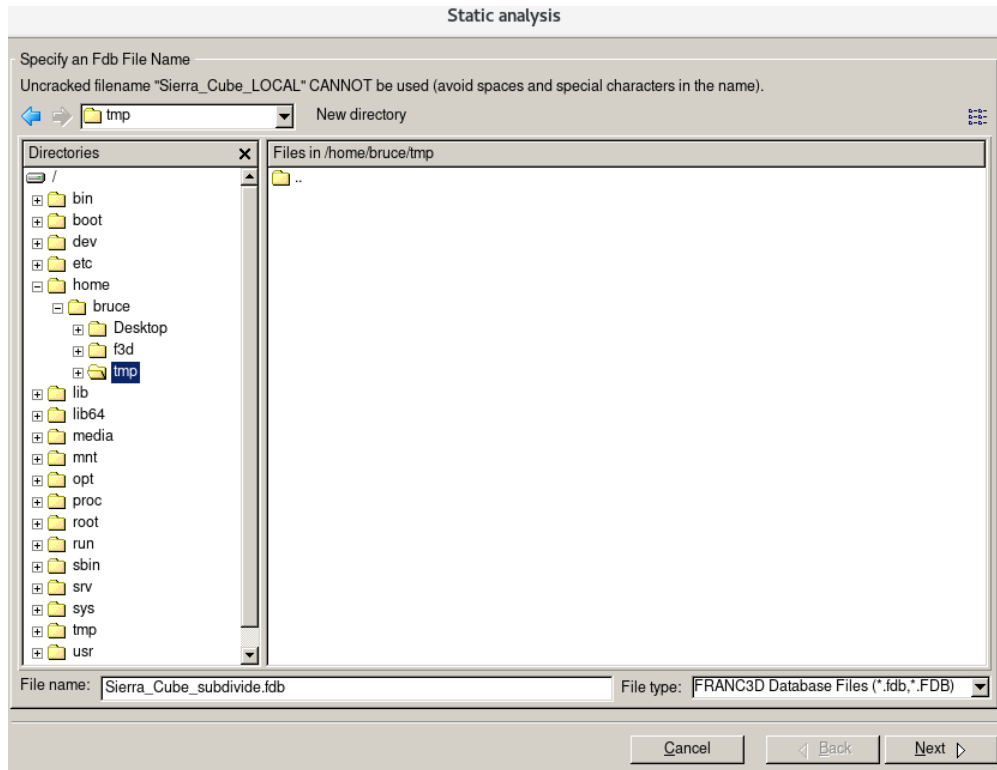 Static analysis
Specify an Fdb File Name
Uncracked filename "Sierra_Cube_LOCAL" CANNOT be used (avoid spaces and special characters in the name).
tmp New directory
Directories
Files in /home/bruce/tmp
/
..
bin
boot
dev
etc
home
bruce
Desktop
f3d
tmp
lib
lib64
media
mnt
opt
proc
root
run
sbin
srv
sys
tmp
usr
File name: Sierra_Cube_subdivide.fdb File type: FRANC3D Database Files (*.fdb,*.FDB)
Cancel Back Next